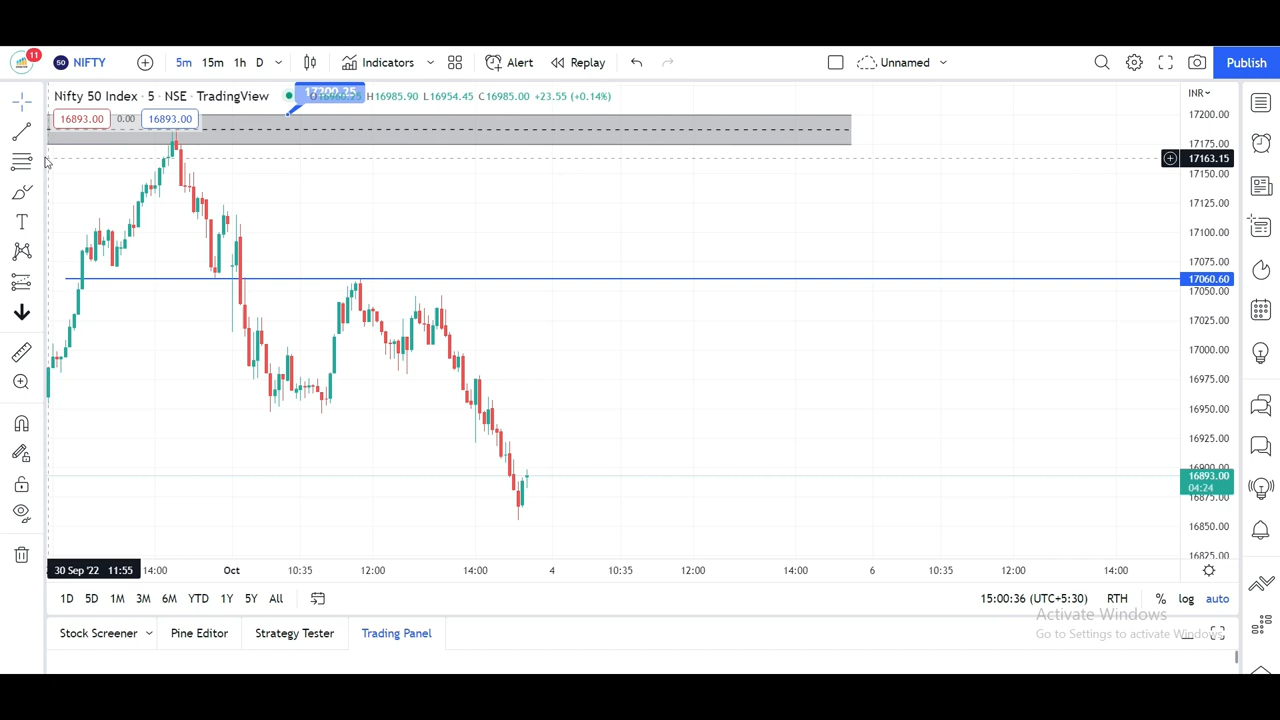 11
50 NIFTY 5m 15m 1h D Indicators Alert Replay Unnamed Publish
Nifty 50 Index · 5 · NSE · TradingView H16985.90 L16954.45 C16985.00 +23.55 (+0.14%)
17200.25
INR
16893.00 0.00 16893.00
17200.00
17175.00
17163.15
17150.00
17125.00
17100.00
17075.00
17060.60
17050.00
17025.00
17000.00
16975.00
16950.00
16925.00
16900.00
16893.00
04:24
16875.00
16850.00
16825.00
30 Sep '22 11:55 14:00 Oct 10:35 12:00 14:00 4 10:35 12:00 14:00 6 10:35 12:00 14:00
1D 5D 1M 3M 6M YTD 1Y 5Y All 15:00:36 (UTC+5:30) RTH % log auto
Activate Windows
Go to Settings to activate Windows.
Stock Screener Pine Editor Strategy Tester Trading Panel